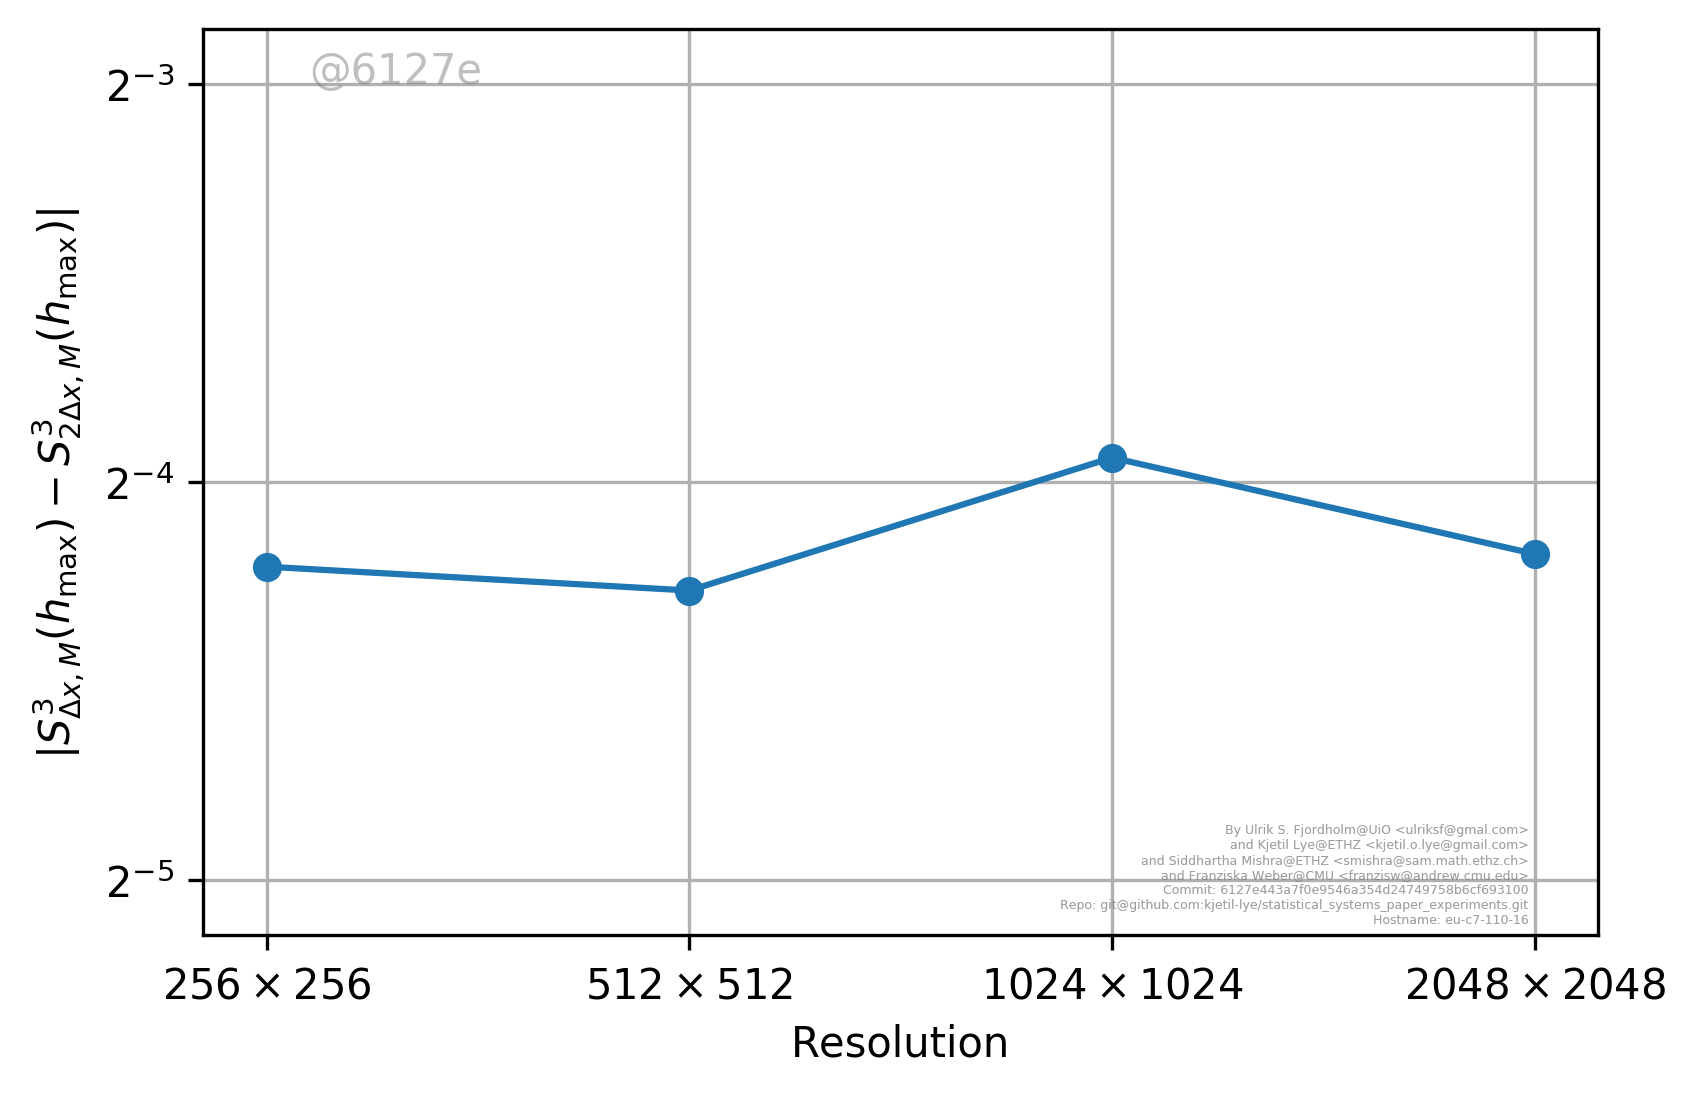 @6127e
2⁻³
2⁻⁴
2⁻⁵
|S³_{Δx, M}(h_max) − S³_{2Δx, M}(h_max)|
By Ulrik S. Fjordholm@UiO <ulriksf@gmal.com>
and Kjetil Lye@ETHZ <kjetil.o.lye@gmail.com>
and Siddhartha Mishra@ETHZ <smishra@sam.math.ethz.ch>
and Franziska Weber@CMU <franzisw@andrew.cmu.edu>
Commit: 6127e443a7f0e9546a354d24749758b6cf693100
Repo: git@github.com:kjetil-lye/statistical_systems_paper_experiments.git
Hostname: eu-c7-110-16
256 × 256 512 × 512 1024 × 1024 2048 × 2048
Resolution